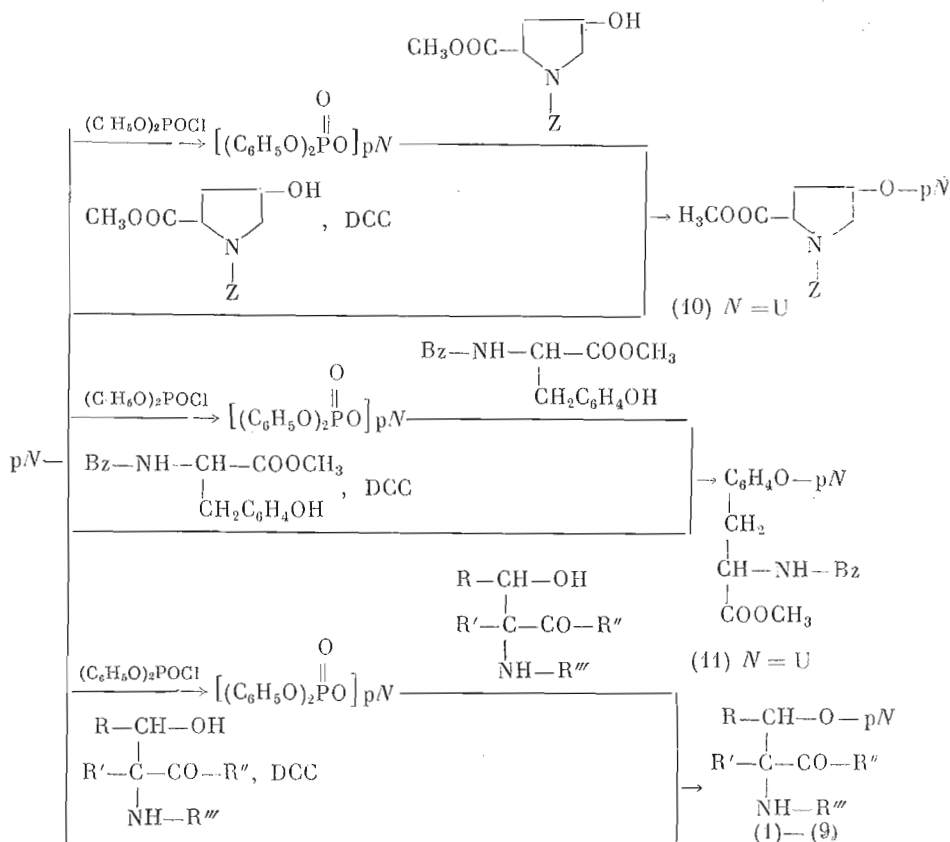 CH₃OOC— —OH
N
Z
(C H₅O)₂POCl
O
[(C₆H₅O)₂PO]pN
CH₃OOC— —OH
N
Z
, DCC
H₃COOC— —O—pN
N
Z
(10) N = U
pN—
(C H₅O)₂POCl
O
[(C₆H₅O)₂PO]pN
Bz—NH—CH—COOCH₃
CH₂C₆H₄OH
Bz—NH—CH—COOCH₃
CH₂C₆H₄OH
, DCC
C₆H₄O—pN
CH₂
CH—NH—Bz
COOCH₃
(11) N = U
(C₆H₅O)₂POCl
O
[(C₆H₅O)₂PO]pN
R—CH—OH
R′—C—CO—R″
NH—R‴
R—CH—OH
R′—C—CO—R″, DCC
NH—R‴
R—CH—O—pN
R′—C—CO—R″
NH—R‴
(1)—(9)